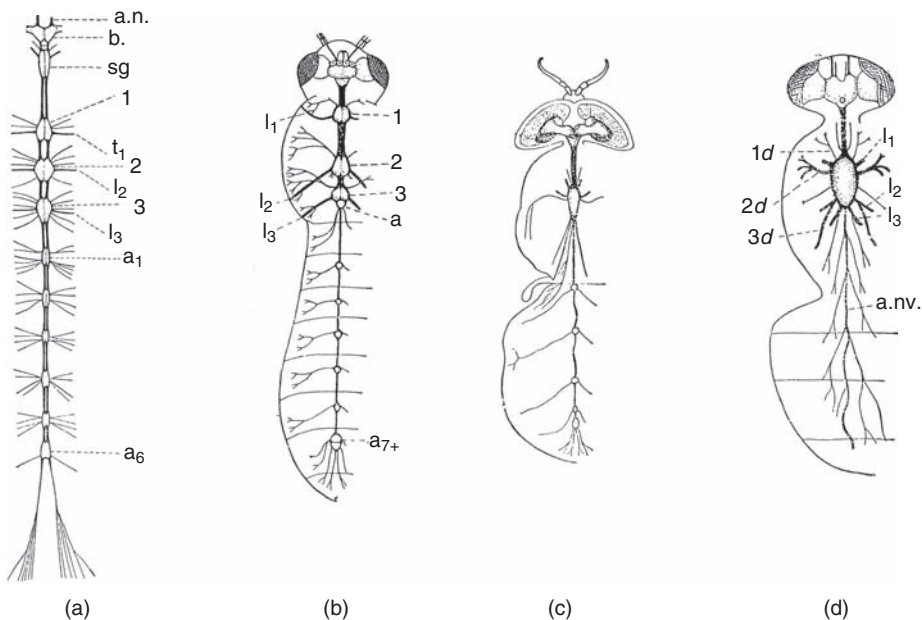 a.n.
b.
sg
1
t₁
2
l₂
3
l₃
a₁
a₆
(a)
l₁
1
2
l₂
3
l₃
a
a₇₊
(b)
(c)
1d
l₁
2d
l₂
l₃
3d
a.nv.
(d)